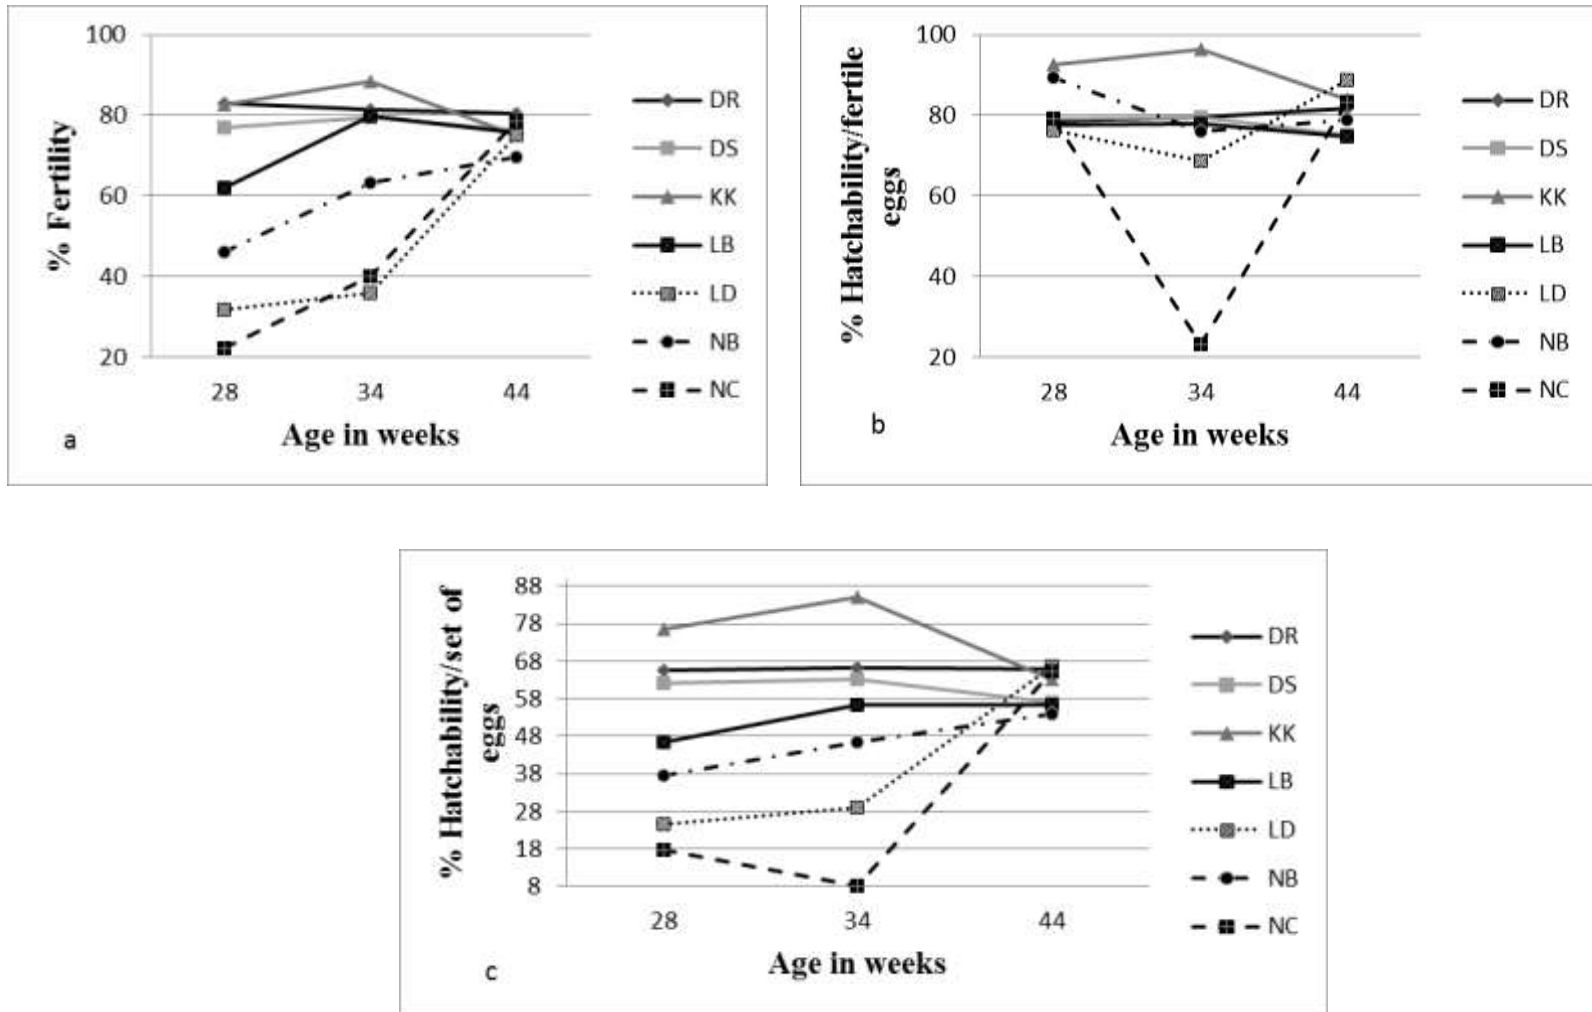 100
80
60
40
20
% Fertility
28 34 44
Age in weeks
a
DR
DS
KK
LB
LD
NB
NC
100
80
60
40
20
% Hatchability/fertile
eggs
28 34 44
Age in weeks
b
DR
DS
KK
LB
LD
NB
NC
88
78
68
58
48
38
28
18
8
% Hatchability/set of
eggs
28 34 44
Age in weeks
c
DR
DS
KK
LB
LD
NB
NC